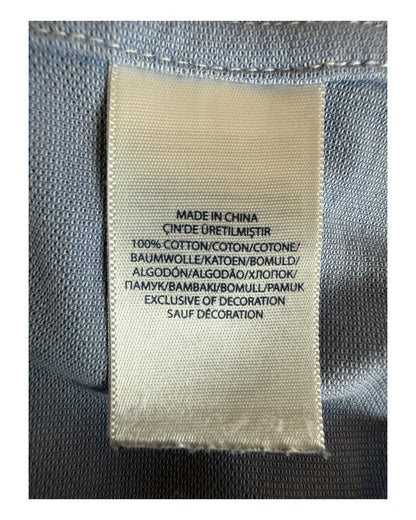 MADE IN CHINA
ÇIN'DE ÜRETILMIŞTIR
100% COTTON/COTON/COTONE/
BAUMWOLLE/KATOEN/BOMULD/
ALGODÓN/ALGODÃO/ХЛОПОК/
ПАМУК/BAMBAKI/BOMULL/PAMUK
EXCLUSIVE OF DECORATION
SAUF DÉCORATION